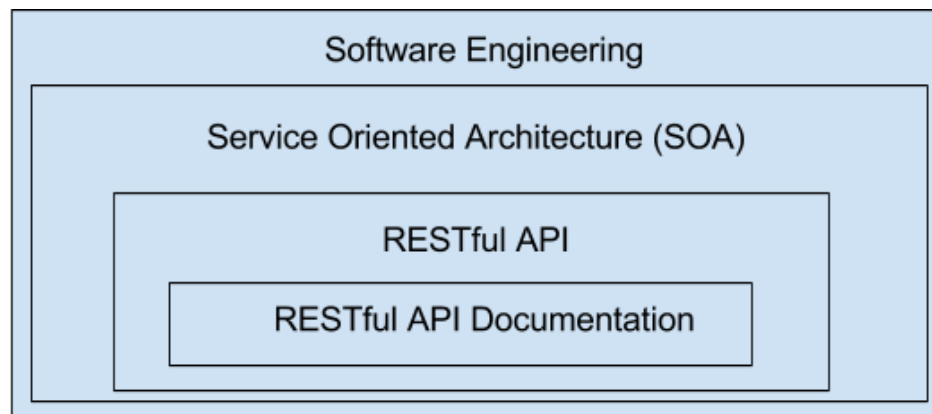 Software Engineering
Service Oriented Architecture (SOA)
RESTful API
RESTful API Documentation